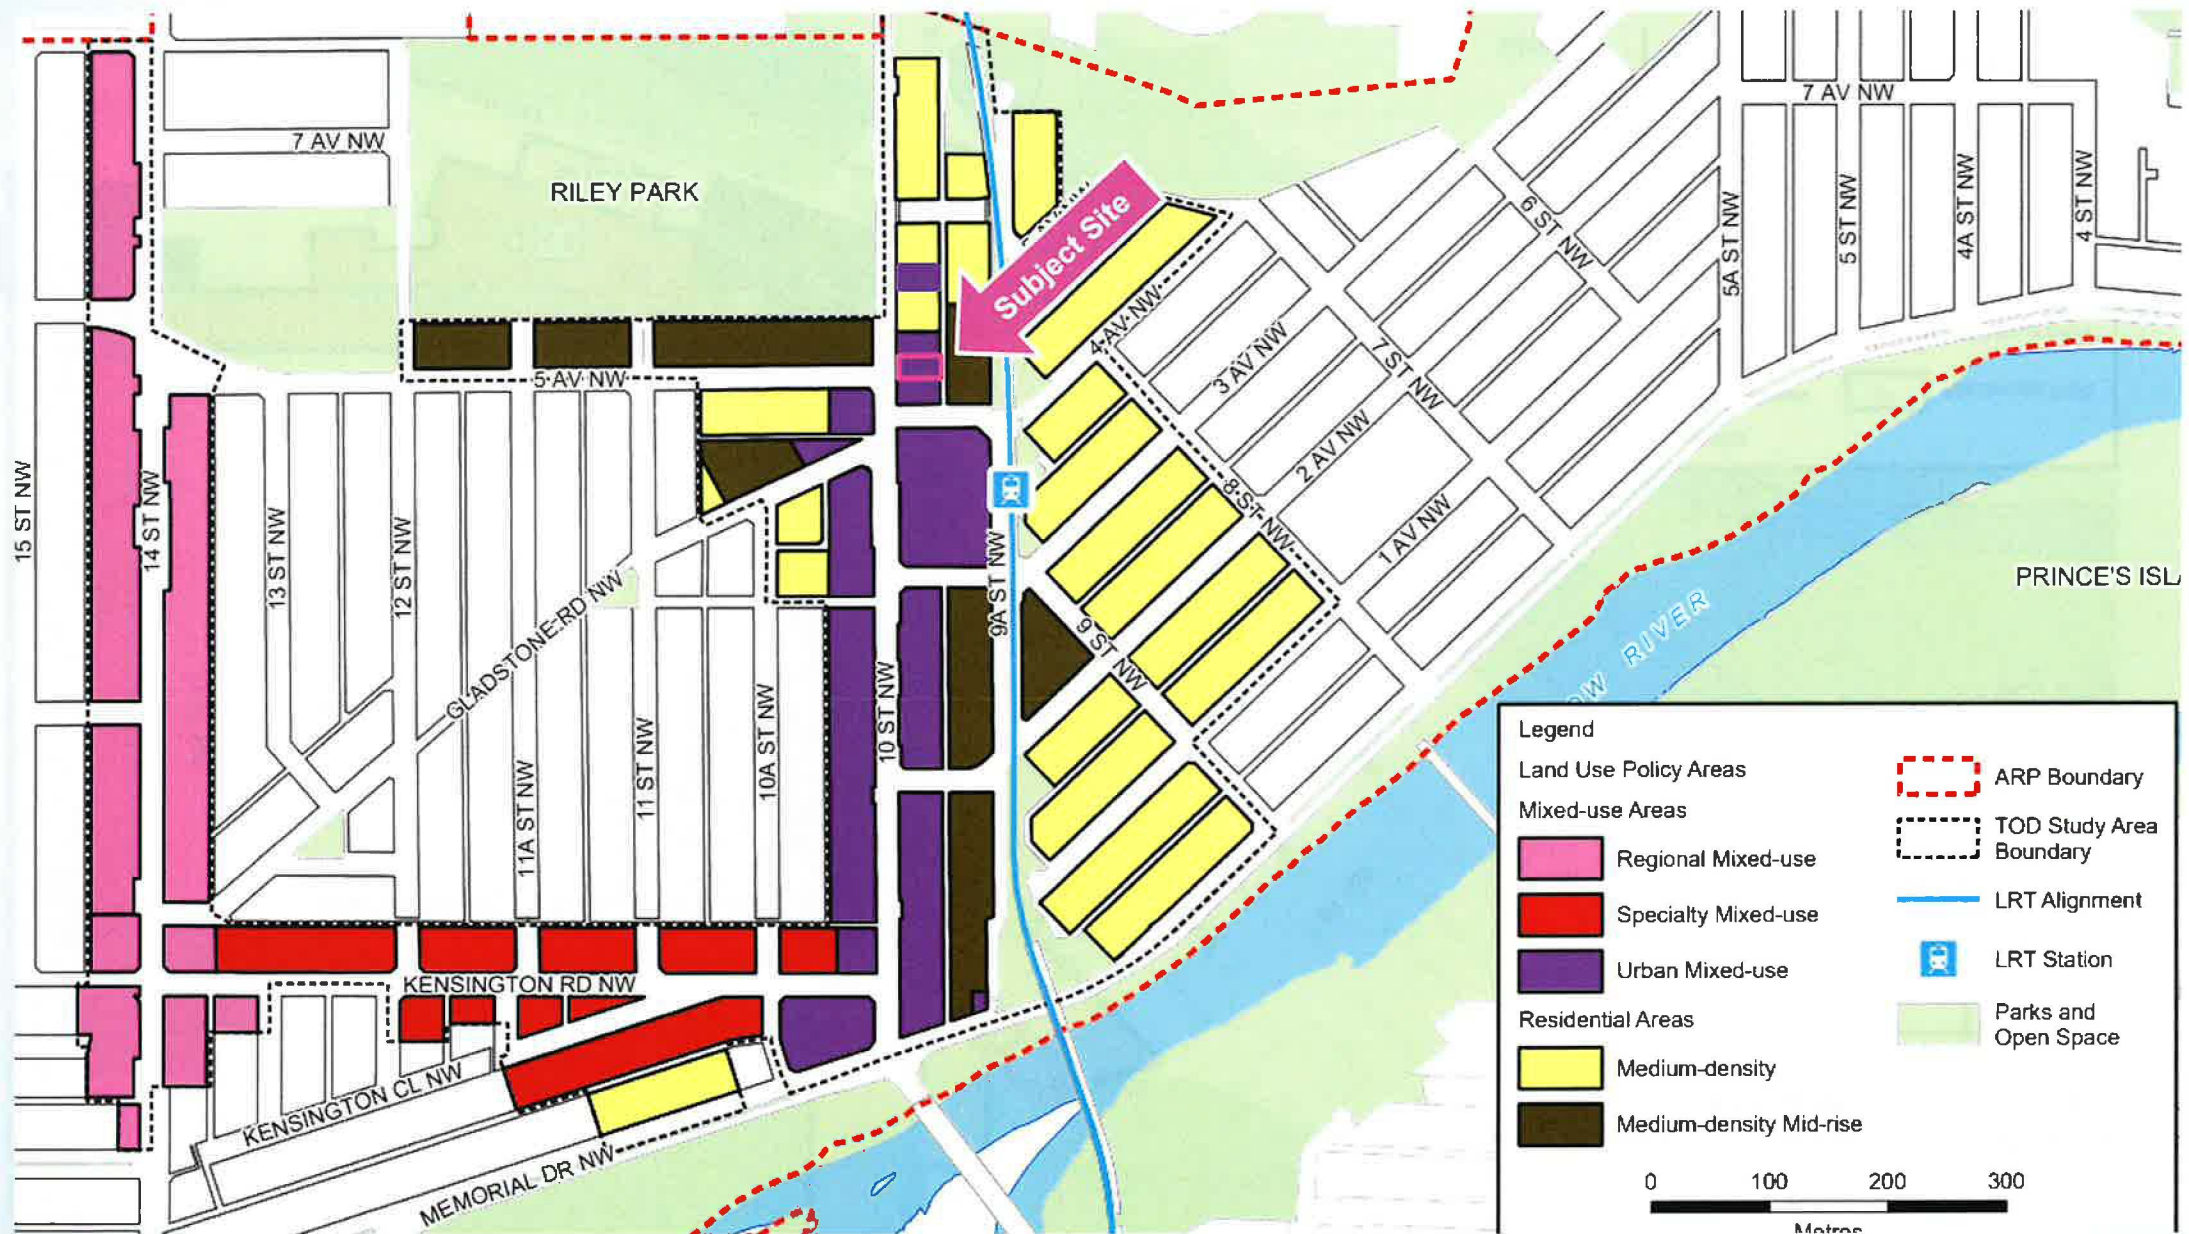 7 AV NW
7 AV NW
RILEY PARK
Subject Site
6 ST NW
5A ST NW
5 ST NW
4A ST NW
4 ST NW
4 AV NW
3 AV NW
7 ST NW
5 AV NW
2 AV NW
8 ST NW
1 AV NW
15 ST NW
14 ST NW
13 ST NW
12 ST NW
GLADSTONE RD NW
9A ST NW
9 ST NW
10 ST NW
11A ST NW
11 ST NW
10A ST NW
PRINCE'S ISL
RIVER
KENSINGTON RD NW
KENSINGTON CL NW
MEMORIAL DR NW
Legend
Land Use Policy Areas
Mixed-use Areas
Regional Mixed-use
Specialty Mixed-use
Urban Mixed-use
Residential Areas
Medium-density
Medium-density Mid-rise
ARP Boundary
TOD Study Area
Boundary
LRT Alignment
LRT Station
Parks and
Open Space
0 100 200 300
Metres